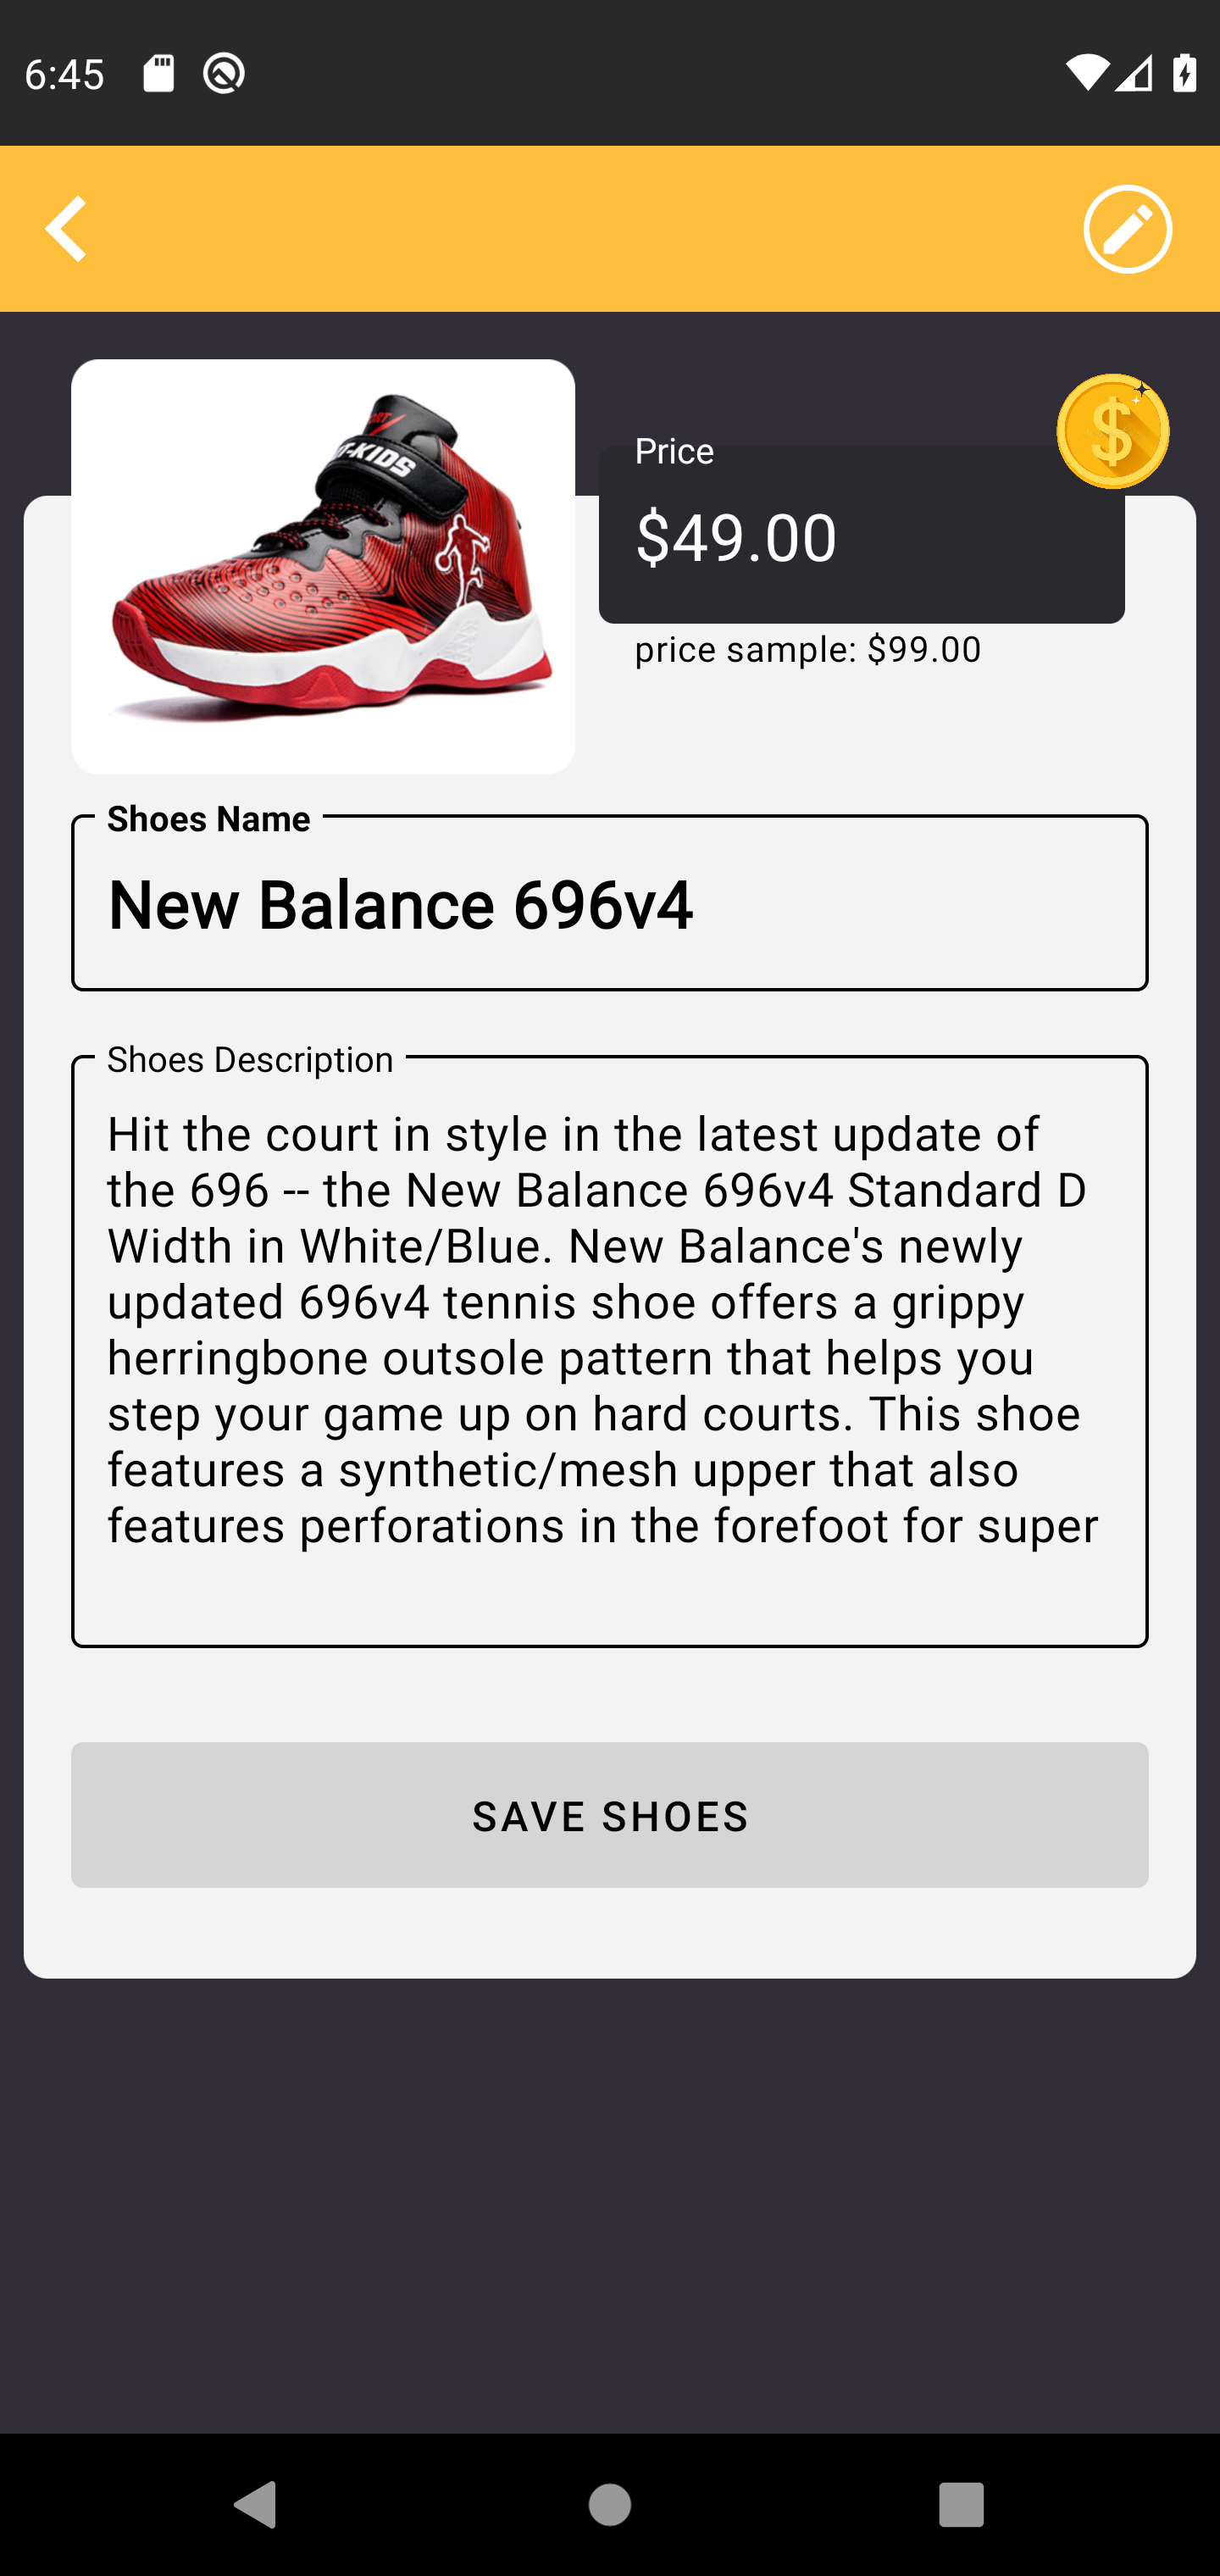 6:45
Price
$49.00
price sample: $99.00
T-KIDS
Shoes Name
New Balance 696v4
Shoes Description
Hit the court in style in the latest update of
the 696 -- the New Balance 696v4 Standard D
Width in White/Blue. New Balance's newly
updated 696v4 tennis shoe offers a grippy
herringbone outsole pattern that helps you
step your game up on hard courts. This shoe
features a synthetic/mesh upper that also
features perforations in the forefoot for super
SAVE SHOES